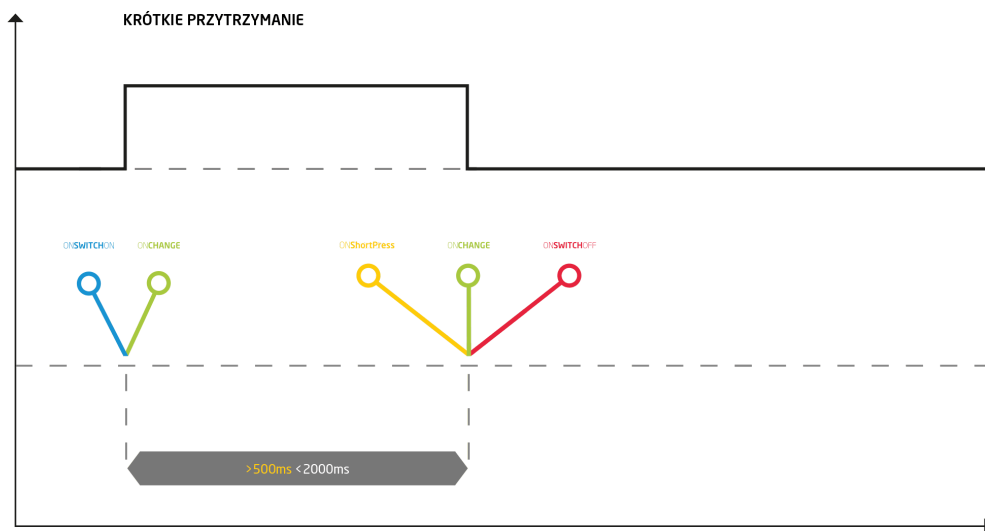 KRÓTKIE PRZYTRZYMANIE
ONSWITCHON ONCHANGE ONShortPress ONCHANGE ONSWITCHOFF
>500ms <2000ms